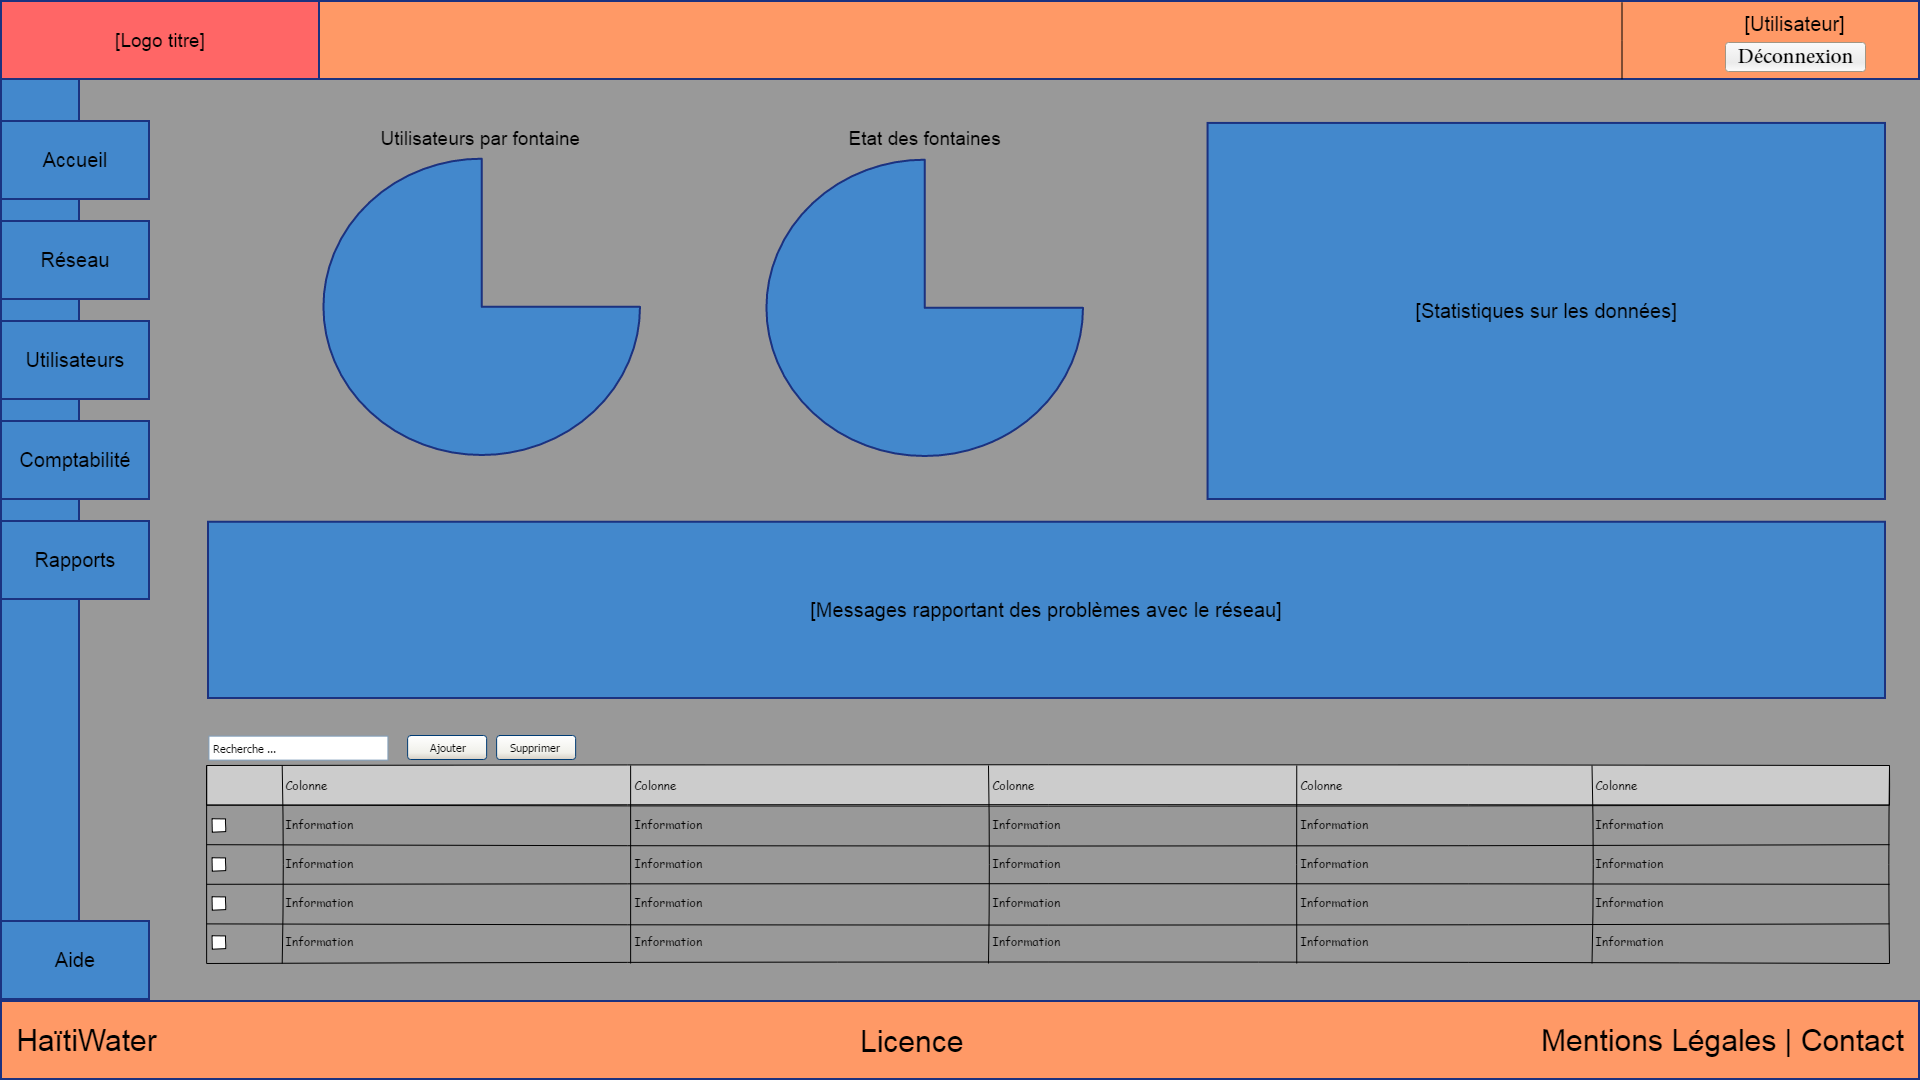 [Logo titre]
[Utilisateur]
Déconnexion
Accueil
Réseau
Utilisateurs
Comptabilité
Rapports
Aide
Utilisateurs par fontaine
Etat des fontaines
[Statistiques sur les données]
[Messages rapportant des problèmes avec le réseau]
Recherche ... Ajouter Supprimer
Colonne Colonne Colonne Colonne Colonne
Information Information Information Information Information
Information Information Information Information Information
Information Information Information Information Information
Information Information Information Information Information
HaïtiWater Licence Mentions Légales | Contact